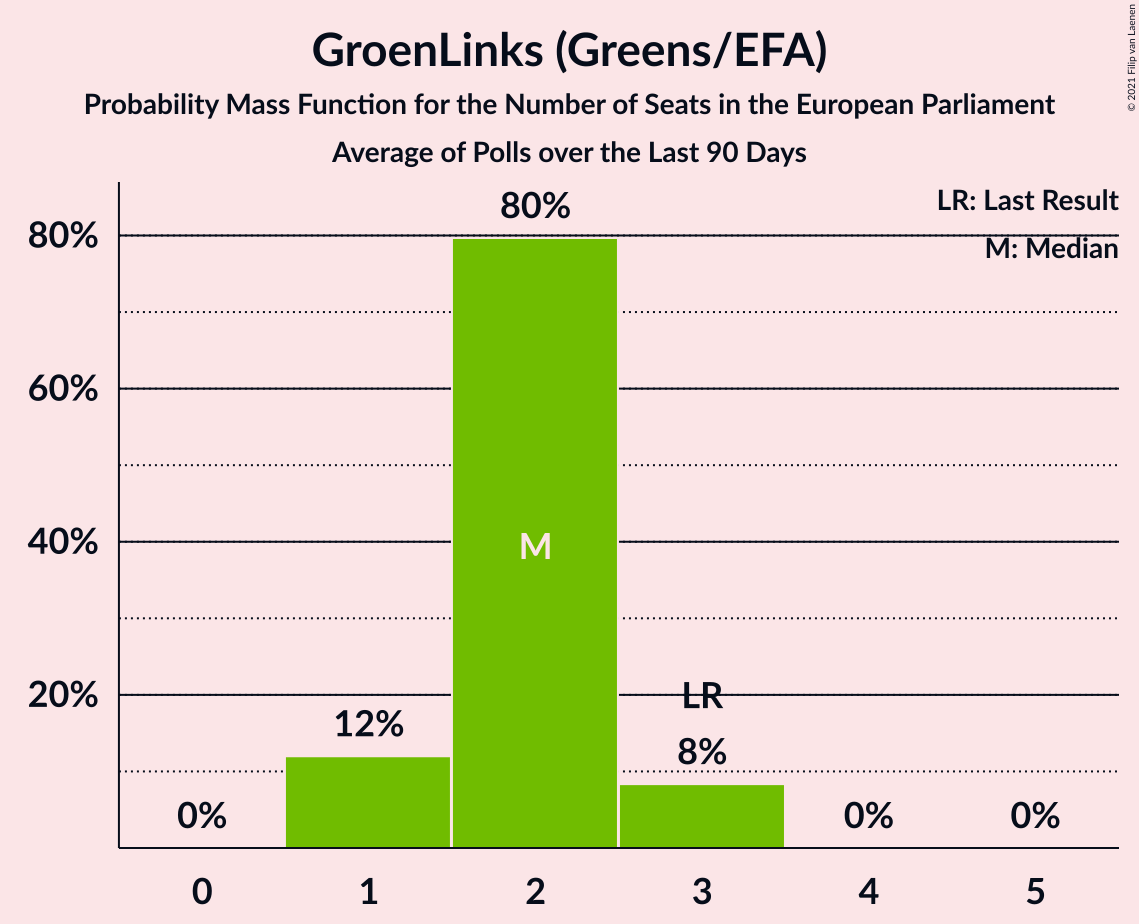 GroenLinks (Greens/EFA)
Probability Mass Function for the Number of Seats in the European Parliament
Average of Polls over the Last 90 Days
© 2021 Filip van Laenen
LR: Last Result
M: Median
80%
80%
60%
40%
20%
M
LR
12%
8%
0%
0%
0%
0 1 2 3 4 5